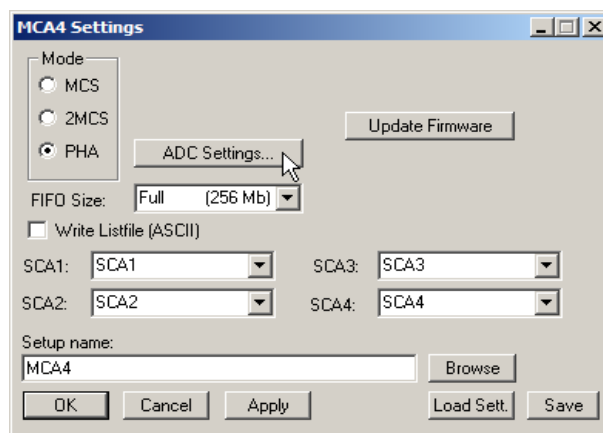 MCA4 Settings
Mode
MCS
2MCS
PHA
ADC Settings...
Update Firmware
FIFO Size: Full (256 Mb)
Write Listfile (ASCII)
SCA1: SCA1 SCA3: SCA3
SCA2: SCA2 SCA4: SCA4
Setup name:
MCA4 Browse
OK Cancel Apply Load Sett. Save